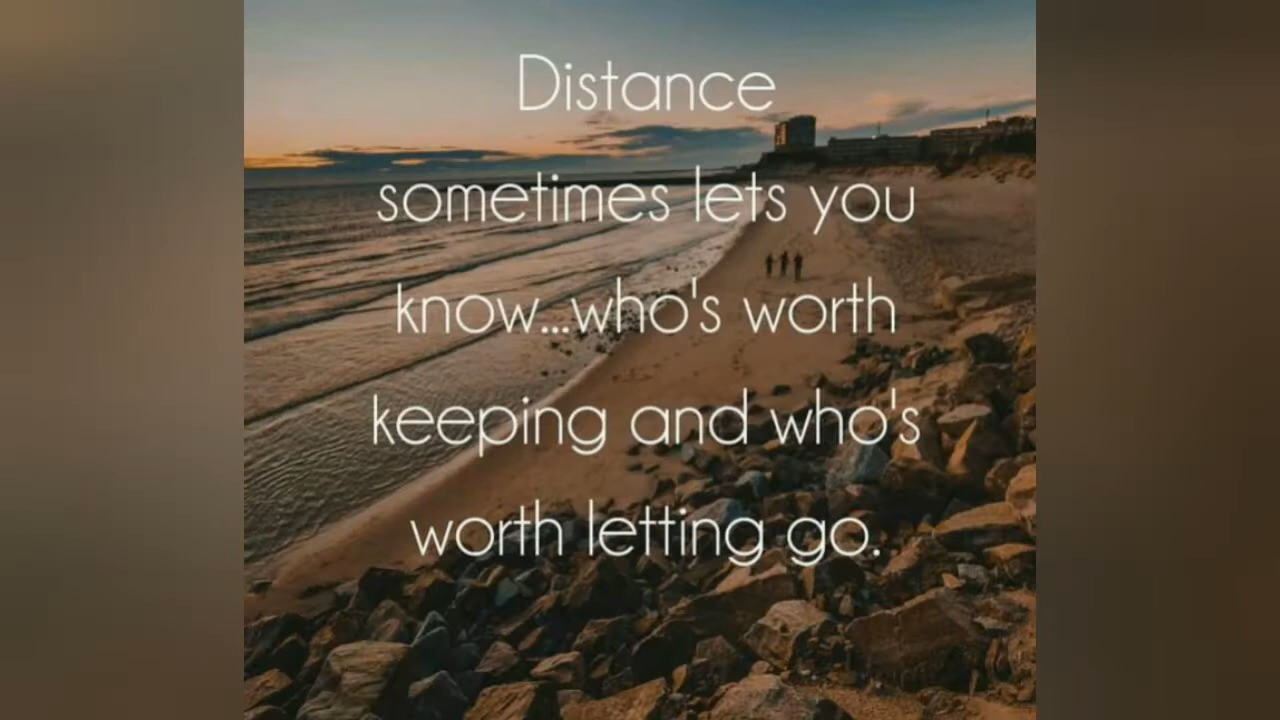 Distance
sometimes lets you
know...who's worth
keeping and who's
worth letting go.